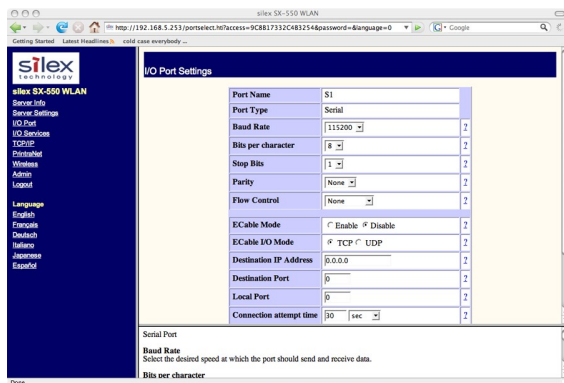 silex SX-550 WLAN
http://192.168.5.253/portselect.htl?access=9C8B17332C4B3254&password=&language=0
Google
Getting Started Latest Headlines cold case everybody ...
silex
technology
silex SX-550 WLAN
Server Info
Server Settings
I/O Port
I/O Services
TCP/IP
PrintraNet
Wireless
Admin
Logout
Language
English
Français
Deutsch
Italiano
Japanese
Español
I/O Port Settings
Port Name S1
Port Type Serial
Baud Rate 115200 ?
Bits per character 8 ?
Stop Bits 1 ?
Parity None ?
Flow Control None ?
ECable Mode Enable Disable ?
ECable I/O Mode TCP UDP ?
Destination IP Address 0.0.0.0 ?
Destination Port 0 ?
Local Port 0 ?
Connection attempt time 30 sec ?
Serial Port
Baud Rate
Select the desired speed at which the port should send and receive data.
Bits per character
Done